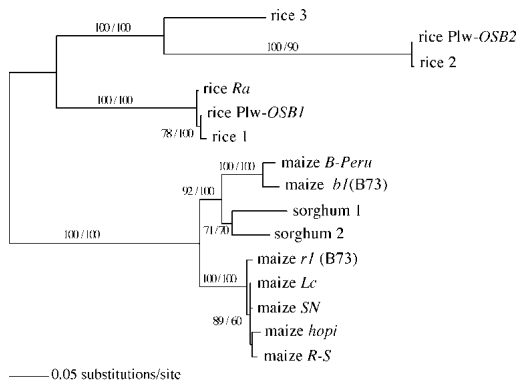 rice 3
100/100
100/90
rice Plw-OSB2
rice 2
rice Ra
100/100
rice Plw-OSB1
78/100
rice 1
maize B-Peru
100/100
maize b1(B73)
92/100
sorghum 1
71/70
sorghum 2
100/100
maize r1 (B73)
100/100
maize Lc
maize SN
89/60
maize hopi
maize R-S
0.05 substitutions/site